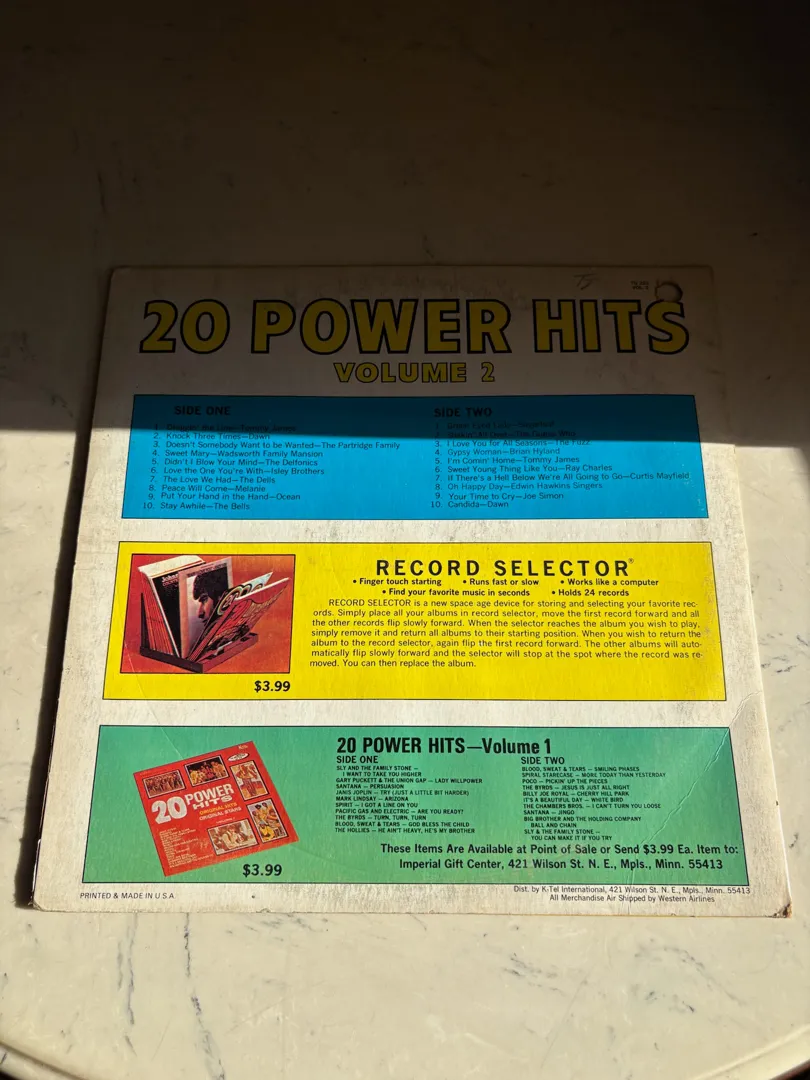 20 POWER HITS
VOLUME 2
SIDE ONE
1. Draggin' the Line—Tommy James
2. Knock Three Times—Dawn
3. Doesn't Somebody Want to be Wanted—The Partridge Family
4. Sweet Mary—Wadsworth Family Mansion
5. Didn't I Blow Your Mind—The Delfonics
6. Love the One You're With—Isley Brothers
7. The Love We Had—The Dells
8. Peace Will Come—Melanie
9. Put Your Hand in the Hand—Ocean
10. Stay Awhile—The Bells
SIDE TWO
1. Green Eyed Lady—Sugarloaf
2. The Guess Who
3. I Love You for All Seasons—The Fuzz
4. Gypsy Woman—Brian Hyland
5. I'm Comin' Home—Tommy James
6. Sweet Young Thing Like You—Ray Charles
7. If There's a Hell Below We're All Going to Go—Curtis Mayfield
8. Oh Happy Day—Edwin Hawkins Singers
9. Your Time to Cry—Joe Simon
10. Candida—Dawn
RECORD SELECTOR®
• Finger touch starting • Runs fast or slow • Works like a computer
• Find your favorite music in seconds • Holds 24 records
RECORD SELECTOR is a new space age device for storing and selecting your favorite rec-
ords. Simply place all your albums in record selector, move the first record forward and all
the other records flip slowly forward. When the selector reaches the album you wish to play,
simply remove it and return all albums to their starting position. When you wish to return the
album to the record selector, again flip the first record forward. The other albums will auto-
matically flip slowly forward and the selector will stop at the spot where the record was re-
moved. You can then replace the album.
$3.99
20 POWER HITS—Volume 1
SIDE ONE
SLY AND THE FAMILY STONE —
I WANT TO TAKE YOU HIGHER
GARY PUCKETT & THE UNION GAP — LADY WILLPOWER
SANTANA — PERSUASION
JANIS JOPLIN — TRY (JUST A LITTLE BIT HARDER)
MARK LINDSAY — ARIZONA
SPIRIT — I GOT A LINE ON YOU
PACIFIC GAS AND ELECTRIC — ARE YOU READY?
THE BYRDS — TURN, TURN, TURN
BLOOD, SWEAT & TEARS — GOD BLESS THE CHILD
THE HOLLIES — HE AIN'T HEAVY, HE'S MY BROTHER
SIDE TWO
BLOOD, SWEAT & TEARS — SMILING PHASES
SPIRAL STARECASE — MORE TODAY THAN YESTERDAY
POCO — PICKIN' UP THE PIECES
THE BYRDS — JESUS IS JUST ALL RIGHT
BILLY JOE ROYAL — CHERRY HILL PARK
IT'S A BEAUTIFUL DAY — WHITE BIRD
THE CHAMBERS BROS. — I CAN'T TURN YOU LOOSE
SANTANA — JINGO
BIG BROTHER AND THE HOLDING COMPANY
BALL AND CHAIN
SLY & THE FAMILY STONE —
YOU CAN MAKE IT IF YOU TRY
20 POWER
HITS
ORIGINAL HITS
ORIGINAL STARS
$3.99
These Items Are Available at Point of Sale or Send $3.99 Ea. Item to:
Imperial Gift Center, 421 Wilson St. N. E., Mpls., Minn. 55413
PRINTED & MADE IN U.S.A.
Dist. by K-Tel International, 421 Wilson St. N. E., Mpls., Minn. 55413
All Merchandise Air Shipped by Western Airlines